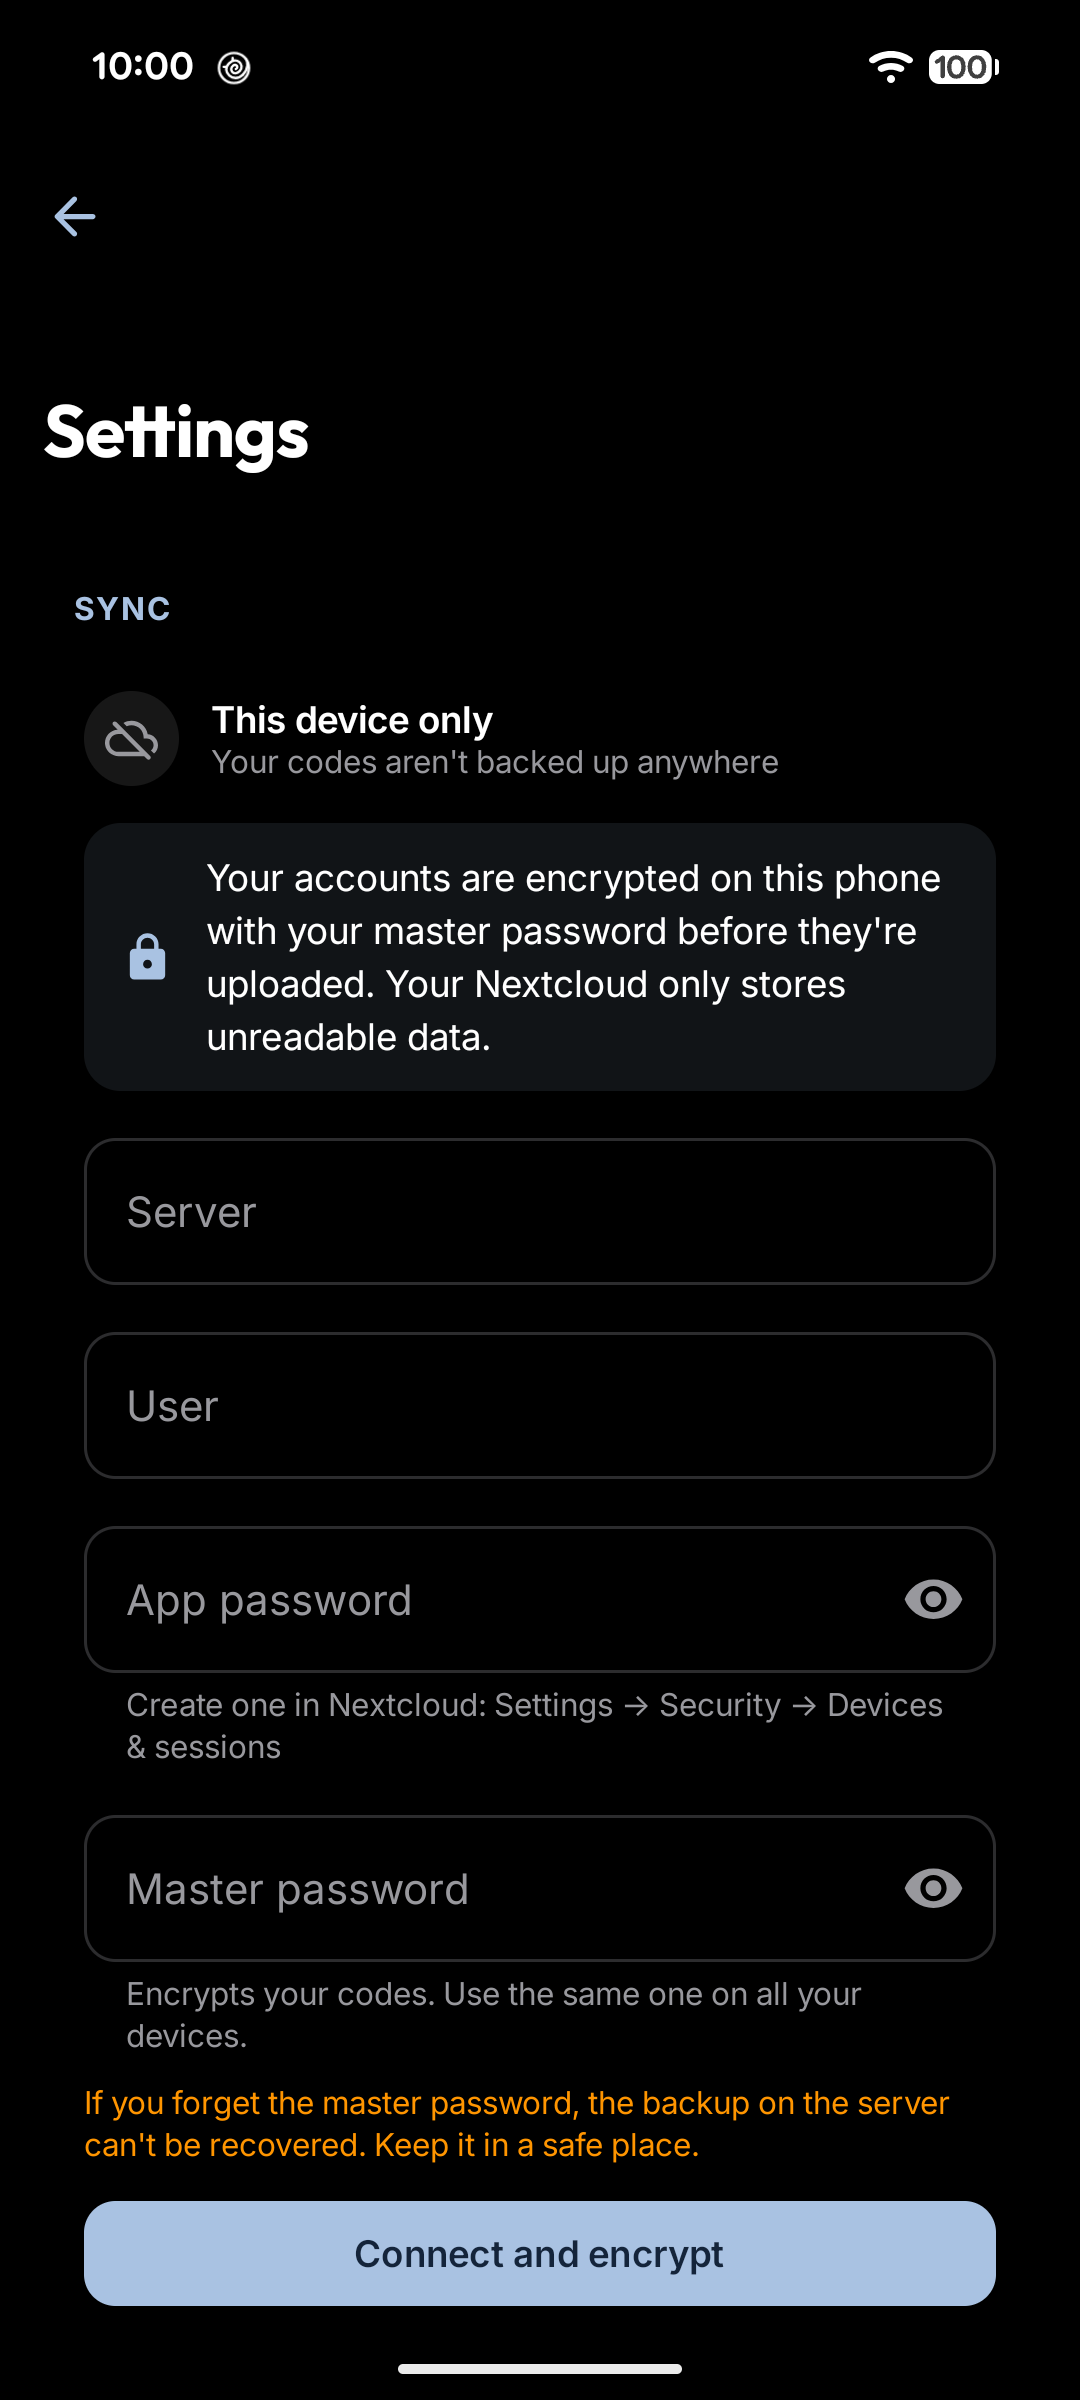 10:00
100
Settings
SYNC
This device only
Your codes aren't backed up anywhere
Your accounts are encrypted on this phone
with your master password before they're
uploaded. Your Nextcloud only stores
unreadable data.
Server
User
App password
Create one in Nextcloud: Settings → Security → Devices
& sessions
Master password
Encrypts your codes. Use the same one on all your
devices.
If you forget the master password, the backup on the server
can't be recovered. Keep it in a safe place.
Connect and encrypt